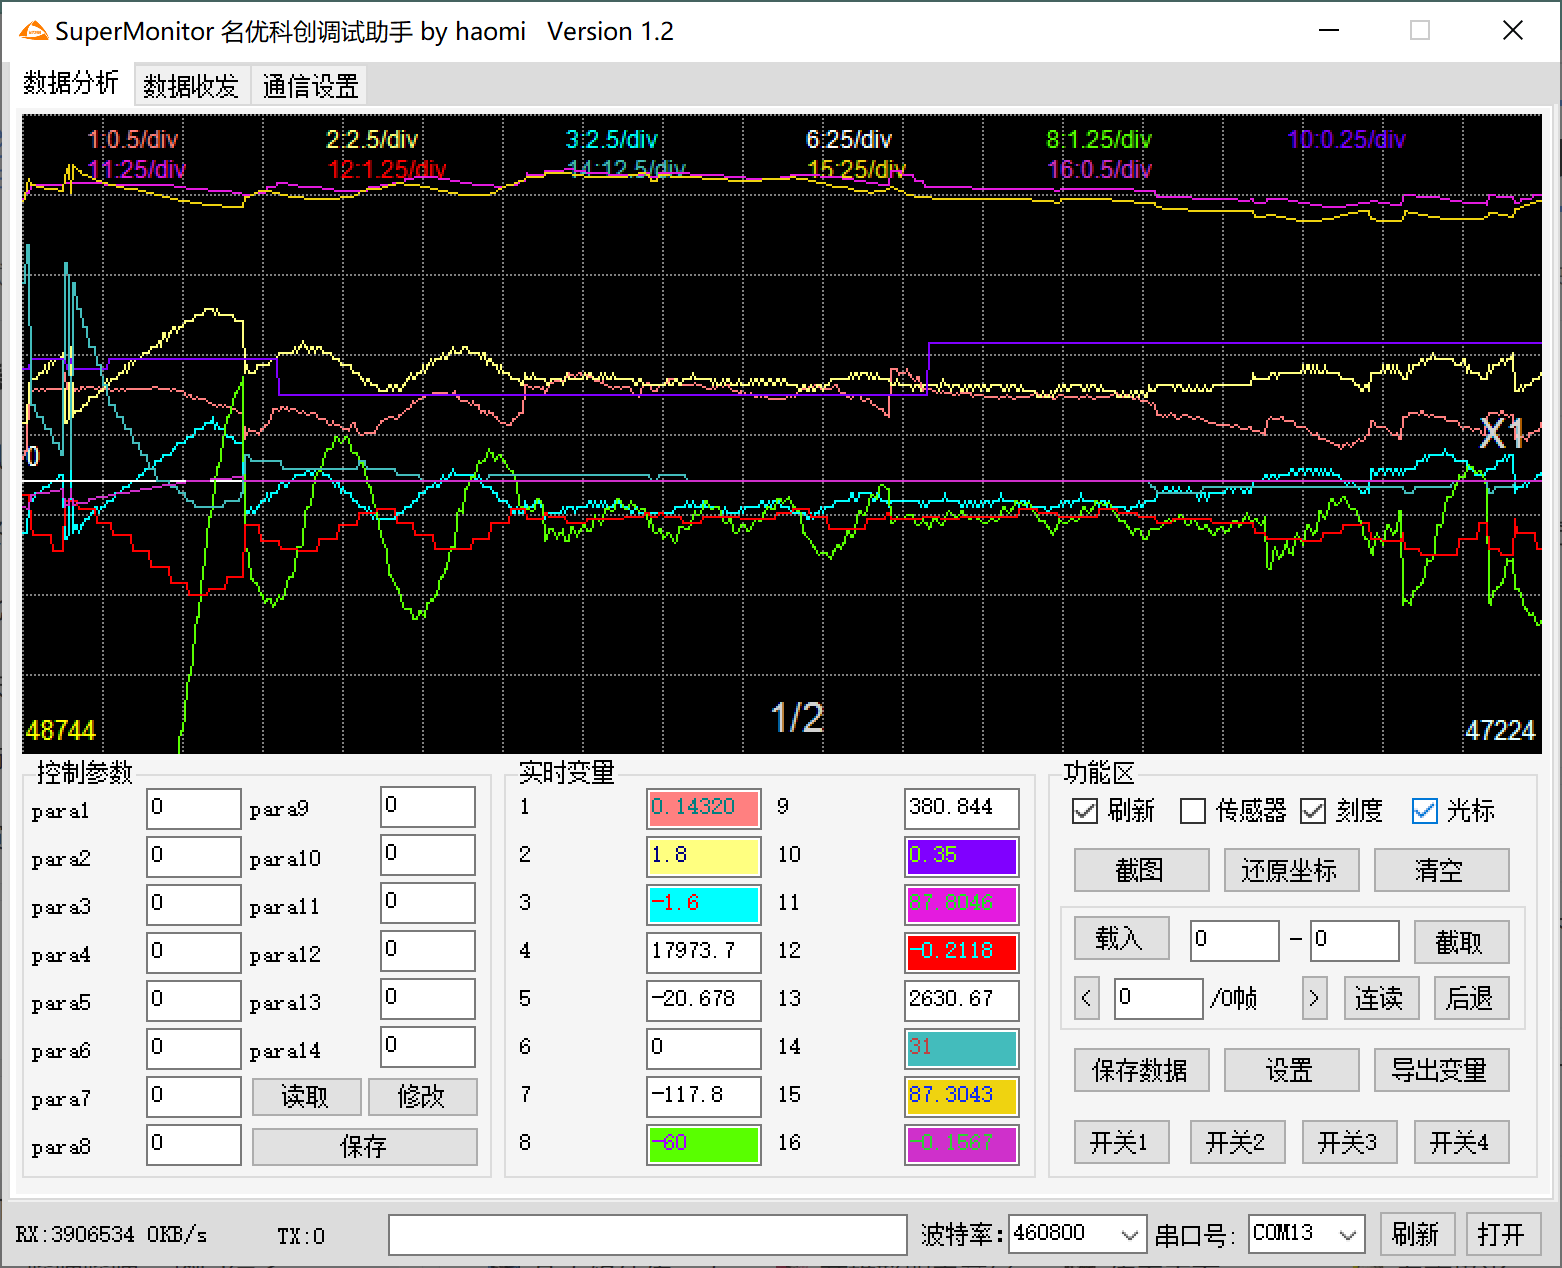 SuperMonitor 名优科创调试助手 by haomi   Version 1.2
数据分析 数据收发 通信设置
1:0.5/div 2:2.5/div 3:2.5/div 6:25/div 8:1.25/div 10:0.25/div
11:25/div 12:1.25/div 14:12.5/div 15:25/div 16:0.5/div
X1
0
1/2
48744 47224
控制参数
para1 0 para9 0
para2 0 para10 0
para3 0 para11 0
para4 0 para12 0
para5 0 para13 0
para6 0 para14 0
para7 0 读取 修改
para8 0 保存
实时变量
1 0.14320 9 380.844
2 1.8 10 0.35
3 -1.6 11 87.8046
4 17973.7 12 -0.2118
5 -20.678 13 2630.67
6 0 14 31
7 -117.8 15 87.3043
8 -60 16 -0.1567
功能区
刷新 传感器 刻度 光标
截图 还原坐标 清空
载入 0 - 0 截取
< 0 /0帧 > 连读 后退
保存数据 设置 导出变量
开关1 开关2 开关3 开关4
RX:3906534 0KB/s TX:0 波特率: 460800 串口号: COM13 刷新 打开